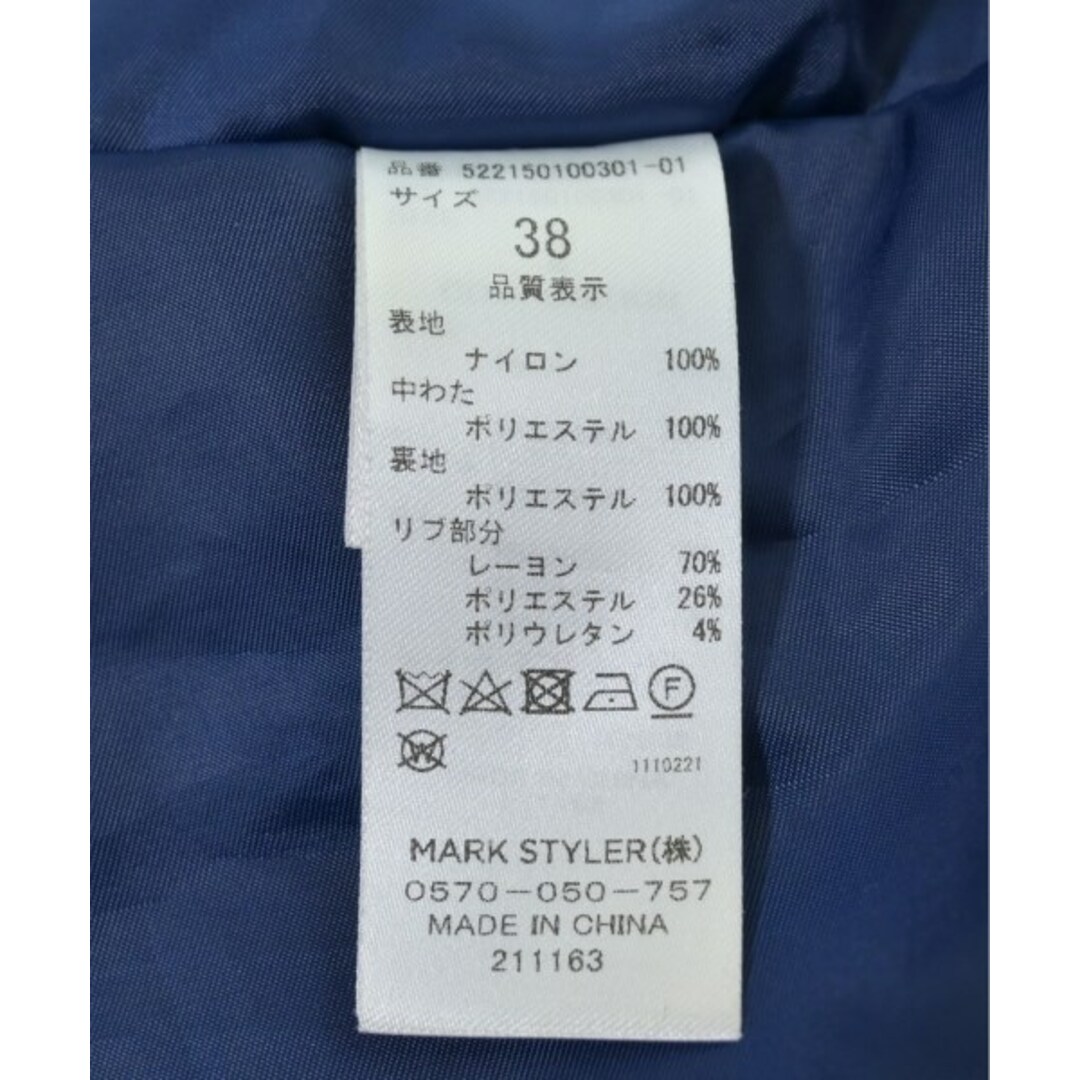 品番 522150100301-01
サイズ
38
品質表示
表地
ナイロン 100%
中わた
ポリエステル 100%
裏地
ポリエステル 100%
リブ部分
レーヨン 70%
ポリエステル 26%
ポリウレタン 4%
F
W
1110221
MARK STYLER(株)
0570-050-757
MADE IN CHINA
211163